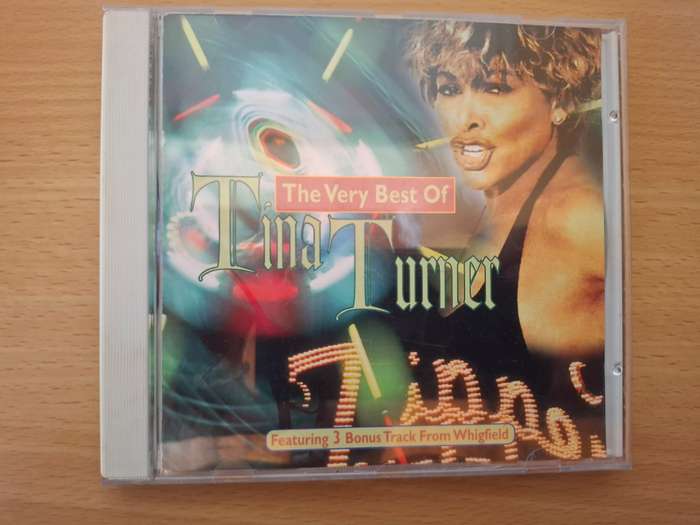 The Very Best Of
Tina Turner
Featuring 3 Bonus Track From Whigfield